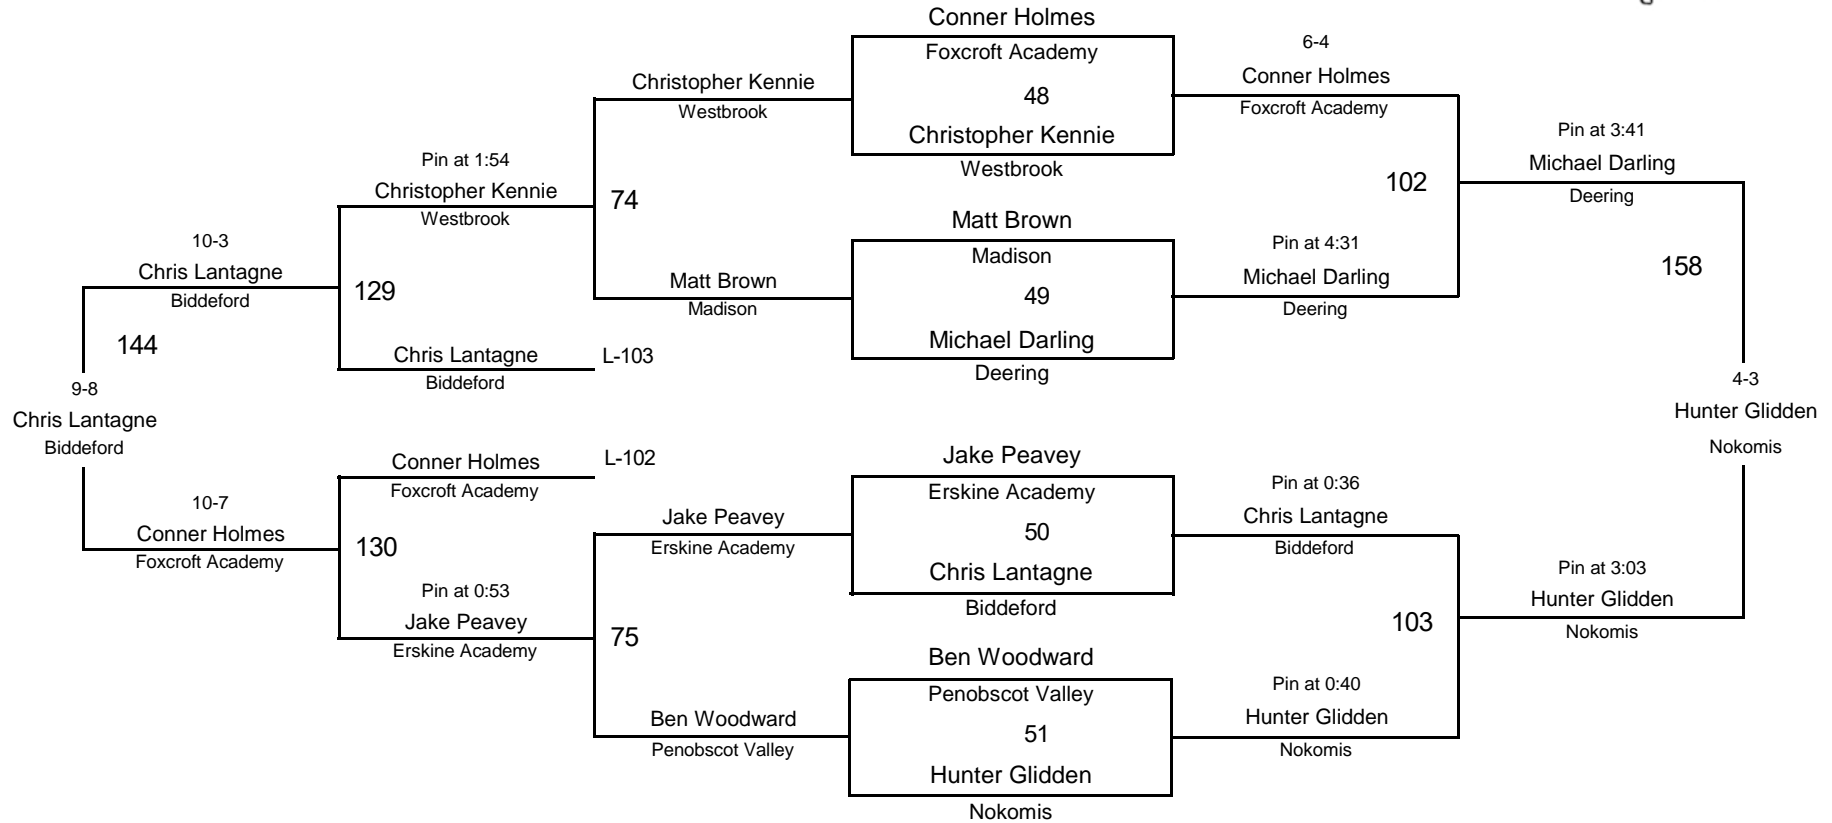 Conner Holmes
Foxcroft Academy
48
Christopher Kennie
Westbrook
Matt Brown
Madison
49
Michael Darling
Deering
Jake Peavey
Erskine Academy
50
Chris Lantagne
Biddeford
Ben Woodward
Penobscot Valley
51
Hunter Glidden
Nokomis
6-4
Conner Holmes
Foxcroft Academy
102
Pin at 4:31
Michael Darling
Deering
Pin at 0:36
Chris Lantagne
Biddeford
103
Pin at 0:40
Hunter Glidden
Nokomis
Pin at 3:41
Michael Darling
Deering
158
Pin at 3:03
Hunter Glidden
Nokomis
4-3
Hunter Glidden
Nokomis
Christopher Kennie
Westbrook
74
Matt Brown
Madison
Jake Peavey
Erskine Academy
75
Ben Woodward
Penobscot Valley
Pin at 1:54
Christopher Kennie
Westbrook
129
Chris Lantagne
L-103
Biddeford
Conner Holmes
L-102
Foxcroft Academy
130
Pin at 0:53
Jake Peavey
Erskine Academy
10-3
Chris Lantagne
Biddeford
144
10-7
Conner Holmes
Foxcroft Academy
9-8
Chris Lantagne
Biddeford